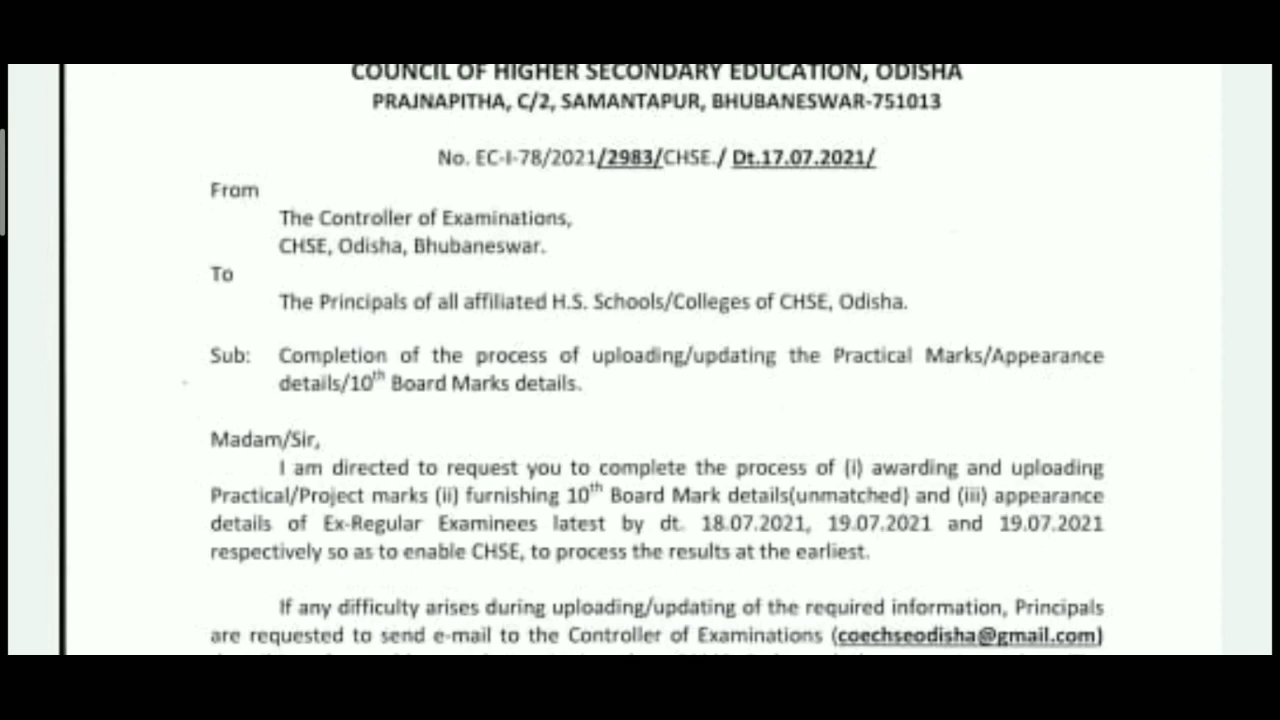 COUNCIL OF HIGHER SECONDARY EDUCATION, ODISHA
PRAJNAPITHA, C/2, SAMANTAPUR, BHUBANESWAR-751013
No. EC-I-78/2021/2983/CHSE./ Dt.17.07.2021/
From
The Controller of Examinations,
CHSE, Odisha, Bhubaneswar.
To
The Principals of all affiliated H.S. Schools/Colleges of CHSE, Odisha.
Sub: Completion of the process of uploading/updating the Practical Marks/Appearance
details/10th Board Marks details.
Madam/Sir,
I am directed to request you to complete the process of (i) awarding and uploading
Practical/Project marks (ii) furnishing 10th Board Mark details(unmatched) and (iii) appearance
details of Ex-Regular Examinees latest by dt. 18.07.2021, 19.07.2021 and 19.07.2021
respectively so as to enable CHSE, to process the results at the earliest.
If any difficulty arises during uploading/updating of the required information, Principals
are requested to send e-mail to the Controller of Examinations (coechseodisha@gmail.com)